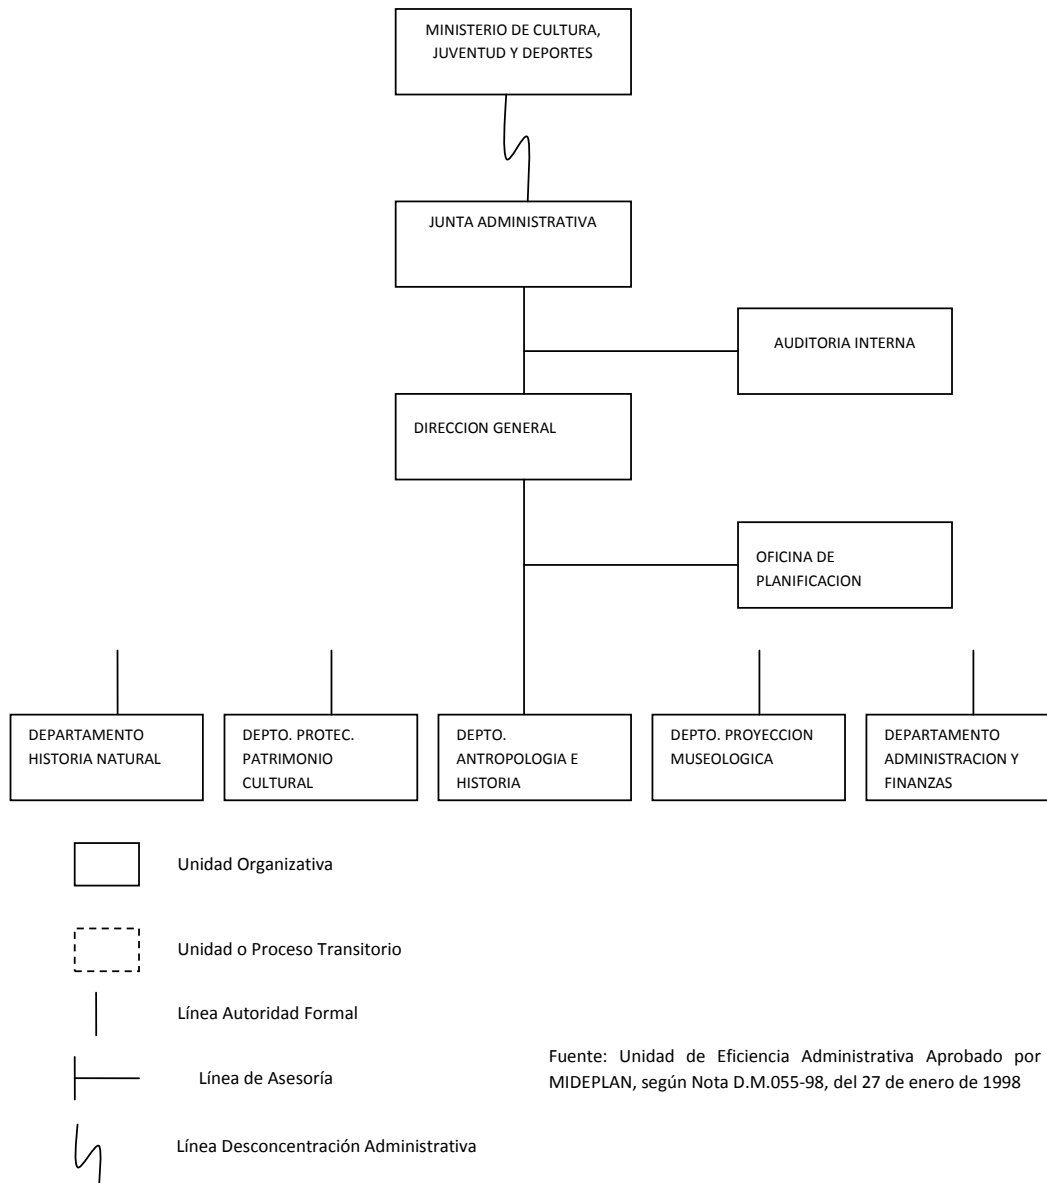 MINISTERIO DE CULTURA,
JUVENTUD Y DEPORTES
JUNTA ADMINISTRATIVA
AUDITORIA INTERNA
DIRECCION GENERAL
OFICINA DE
PLANIFICACION
DEPARTAMENTO
HISTORIA NATURAL
DEPTO. PROTEC.
PATRIMONIO
CULTURAL
DEPTO.
ANTROPOLOGIA E
HISTORIA
DEPTO. PROYECCION
MUSEOLOGICA
DEPARTAMENTO
ADMINISTRACION Y
FINANZAS
Unidad Organizativa
Unidad o Proceso Transitorio
Línea Autoridad Formal
Línea de Asesoría
Línea Desconcentración Administrativa
Fuente: Unidad de Eficiencia Administrativa Aprobado por
MIDEPLAN, según Nota D.M.055-98, del 27 de enero de 1998